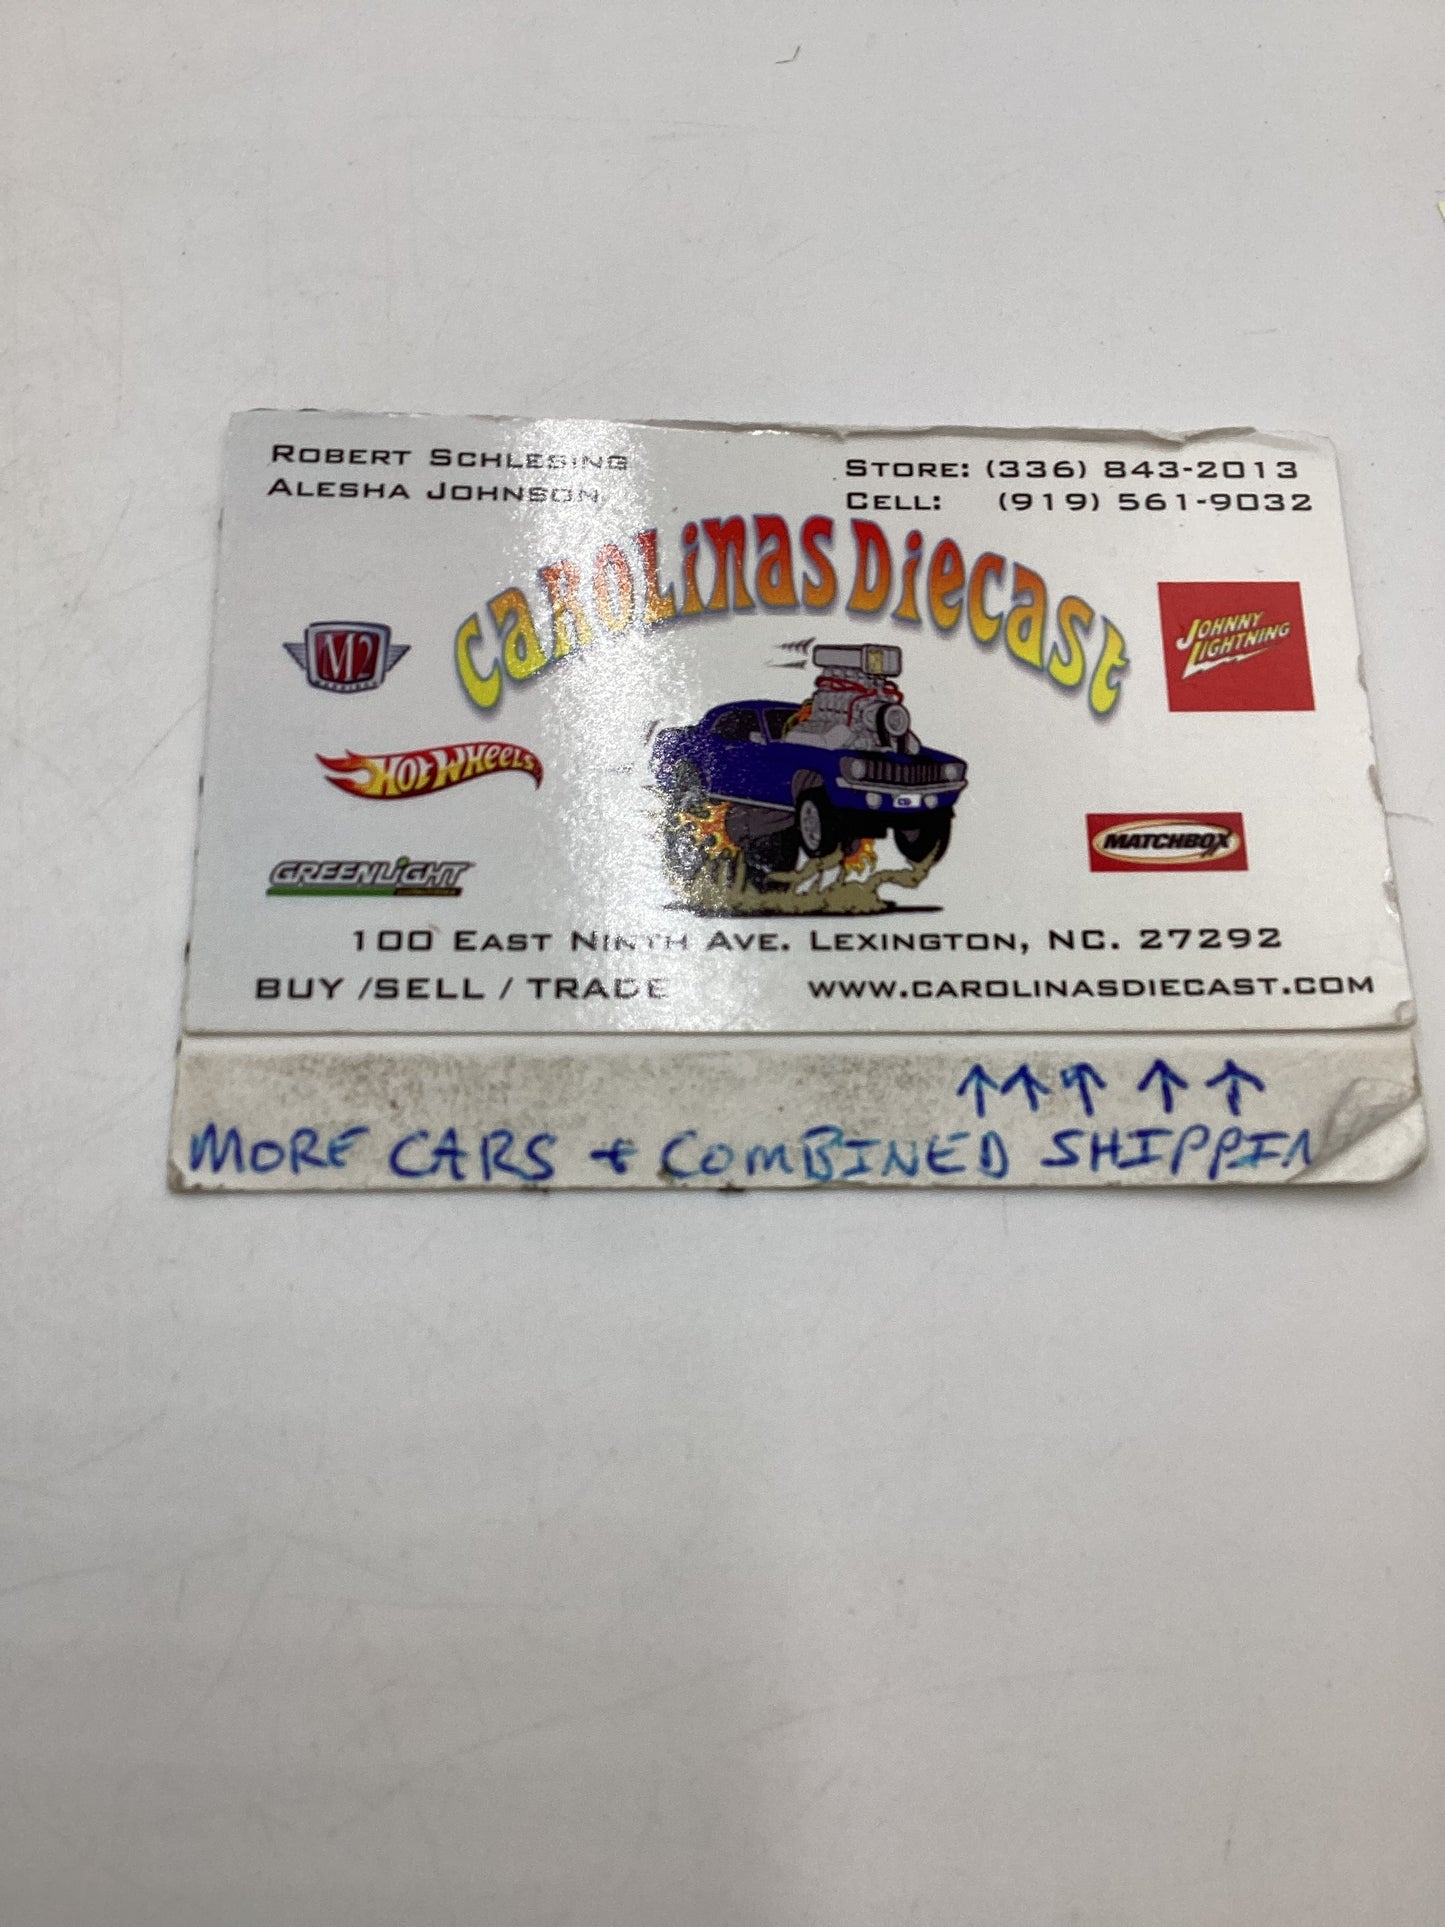 ROBERT SCHLESING
ALESHA JOHNSON
STORE: (336) 843-2013
CELL: (919) 561-9032
CAROLINAS DIECAST
M2
JOHNNY
LIGHTNING
HOT WHEELS
MATCHBOX
GREENLIGHT
100 EAST NINTH AVE. LEXINGTON, NC. 27292
BUY /SELL / TRADE
WWW.CAROLINASDIECAST.COM
↑ ↑ ↑ ↑ ↑
MORE CARS + COMBINED SHIPPIN